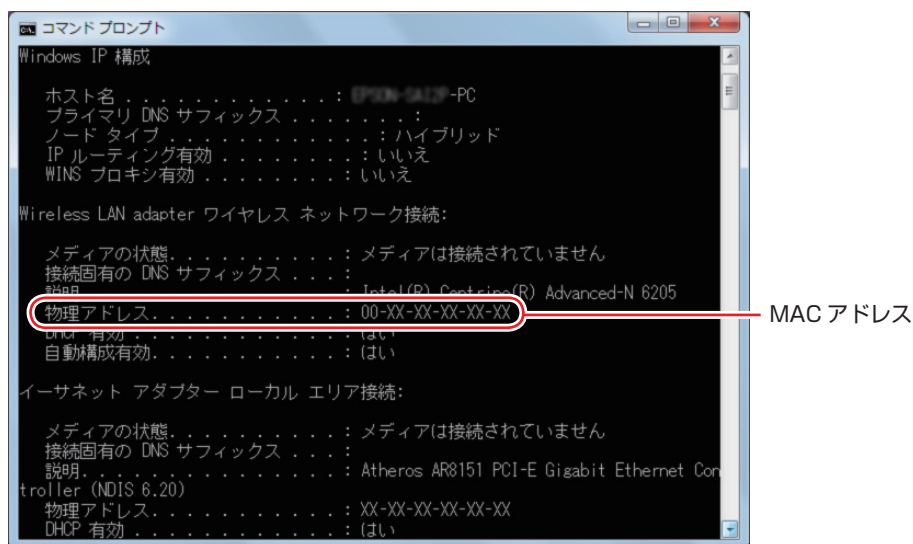 コマンド プロンプト
Windows IP 構成
ホスト名 . . . . . . . . . . . . : -PC
プライマリ DNS サフィックス . . . . . . . :
ノード タイプ . . . . . . . . . . . . : ハイブリッド
IP ルーティング有効 . . . . . . . . : いいえ
WINS プロキシ有効 . . . . . . . . : いいえ
Wireless LAN adapter ワイヤレス ネットワーク接続:
メディアの状態. . . . . . . . . . . : メディアは接続されていません
接続固有の DNS サフィックス . . . :
説明. . . . . . . . . . . . . . . : Intel(R) Centrino(R) Advanced-N 6205
物理アドレス. . . . . . . . . . . . : 00-XX-XX-XX-XX-XX
MAC アドレス
DHCP 有効 . . . . . . . . . . . . : はい
自動構成有効. . . . . . . . . . . . : はい
イーサネット アダプター ローカル エリア接続:
メディアの状態. . . . . . . . . . . : メディアは接続されていません
接続固有の DNS サフィックス . . . :
説明. . . . . . . . . . . . . . . . : Atheros AR8151 PCI-E Gigabit Ethernet Con
troller (NDIS 6.20)
物理アドレス. . . . . . . . . . . . : XX-XX-XX-XX-XX-XX
DHCP 有効 . . . . . . . . . . . . : はい